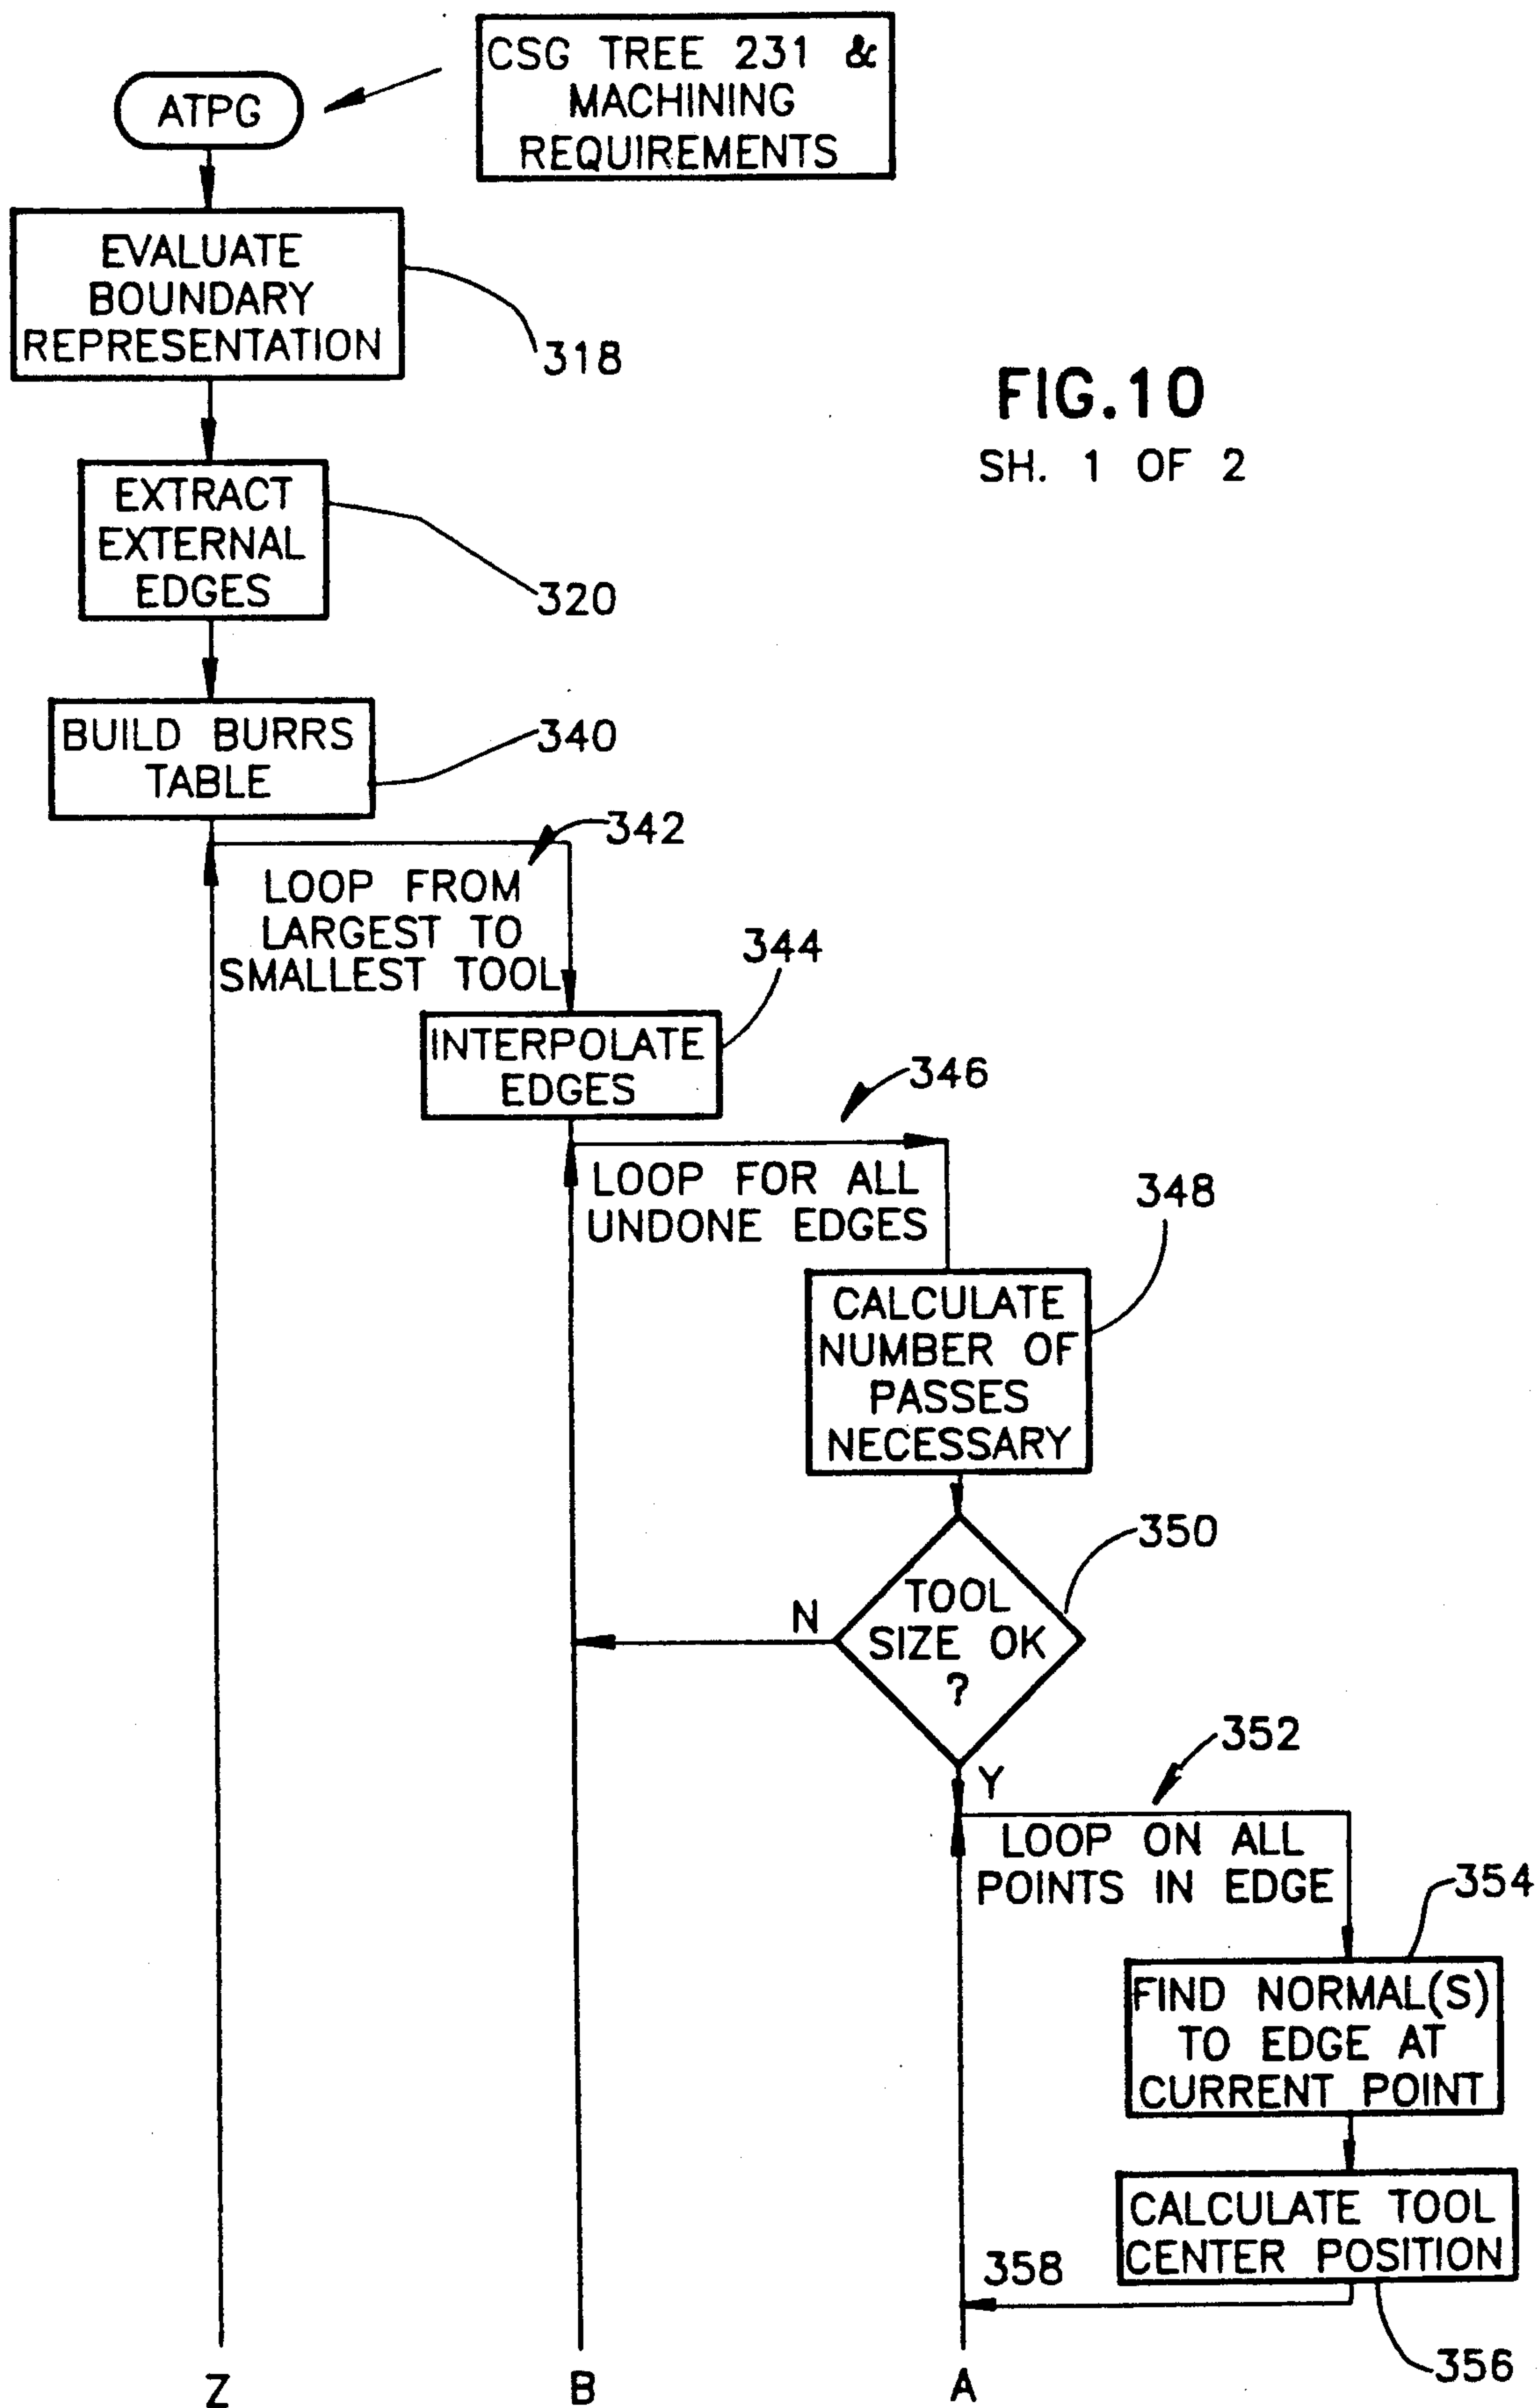 CSG TREE 231 &
MACHINING
REQUIREMENTS
ATPG
EVALUATE
BOUNDARY
REPRESENTATION
318
FIG.10
SH. 1 OF 2
EXTRACT
EXTERNAL
EDGES
320
BUILD BURRS
TABLE
340
342
LOOP FROM
LARGEST TO
SMALLEST TOOL
344
INTERPOLATE
EDGES
346
LOOP FOR ALL
UNDONE EDGES
348
CALCULATE
NUMBER OF
PASSES
NECESSARY
350
TOOL
SIZE OK
?
N
Y
352
LOOP ON ALL
POINTS IN EDGE
354
FIND NORMAL(S)
TO EDGE AT
CURRENT POINT
CALCULATE TOOL
CENTER POSITION
358
356
Z
B
A